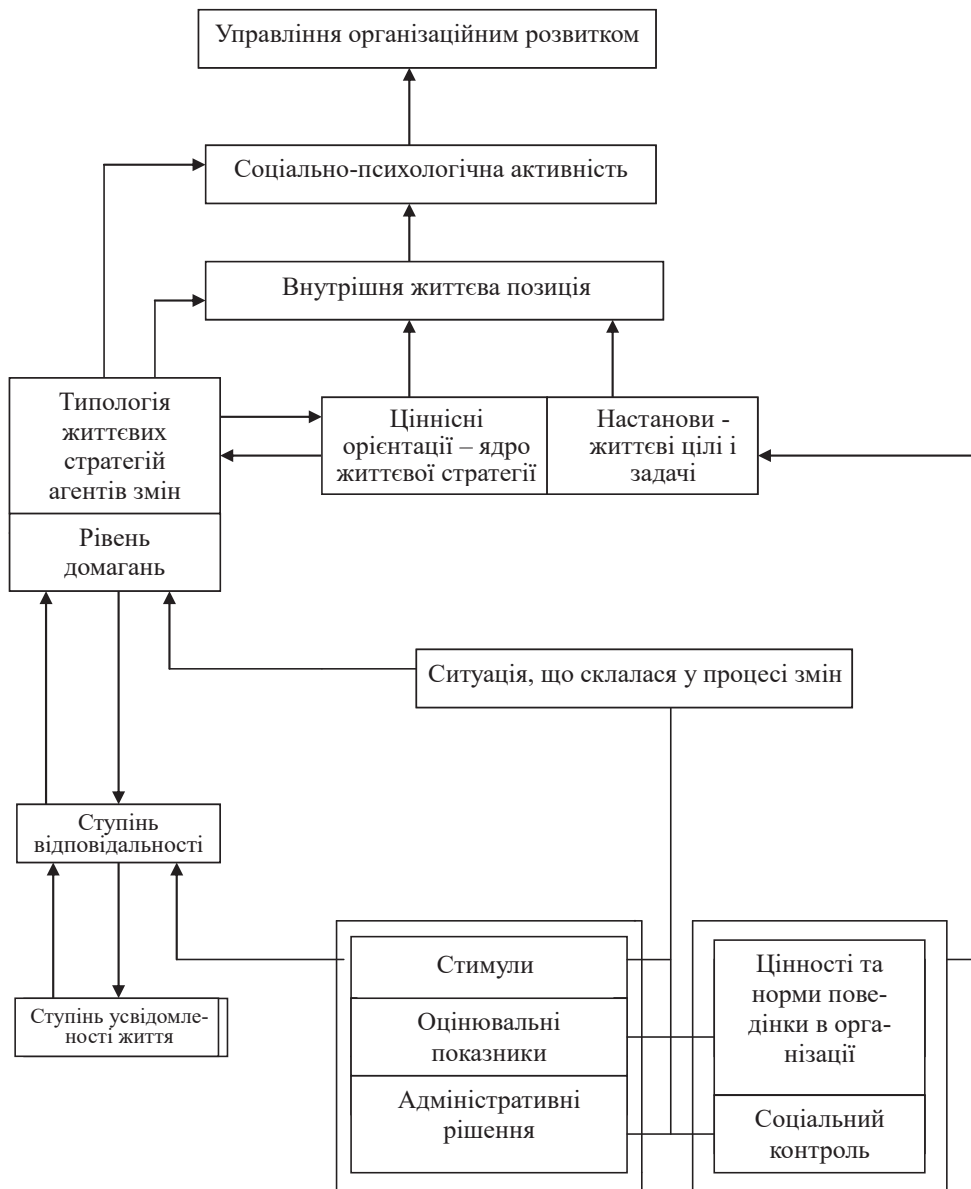 Управління організаційним розвитком
Соціально-психологічна активність
Внутрішня життєва позиція
Типологія
життєвих
стратегій
агентів змін
Рівень
домагань
Ціннісні
орієнтації – ядро
життєвої стратегії
Настанови -
життєві цілі і
задачі
Ситуація, що склалася у процесі змін
Ступінь
відповідальності
Ступінь усвідомле-
ності життя
Стимули
Оцінювальні
показники
Адміністративні
рішення
Цінності та
норми пове-
дінки в орга-
нізації
Соціальний
контроль